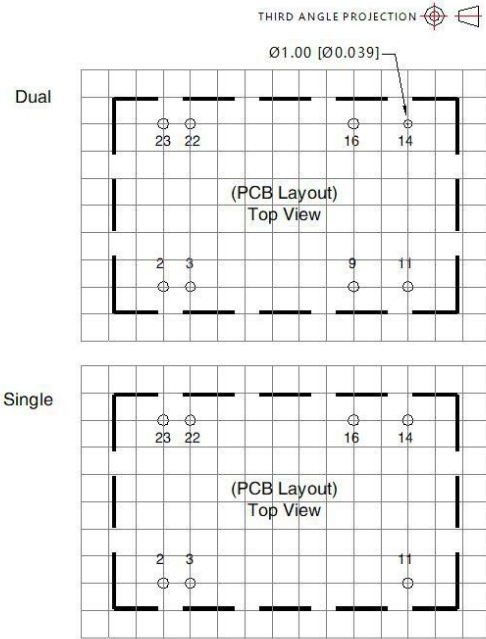 THIRD ANGLE PROJECTION
Ø1.00 [Ø0.039]
Dual
23 22 16 14
(PCB Layout)
Top View
2 3 9 11
Single
23 22 16 14
(PCB Layout)
Top View
2 3 11